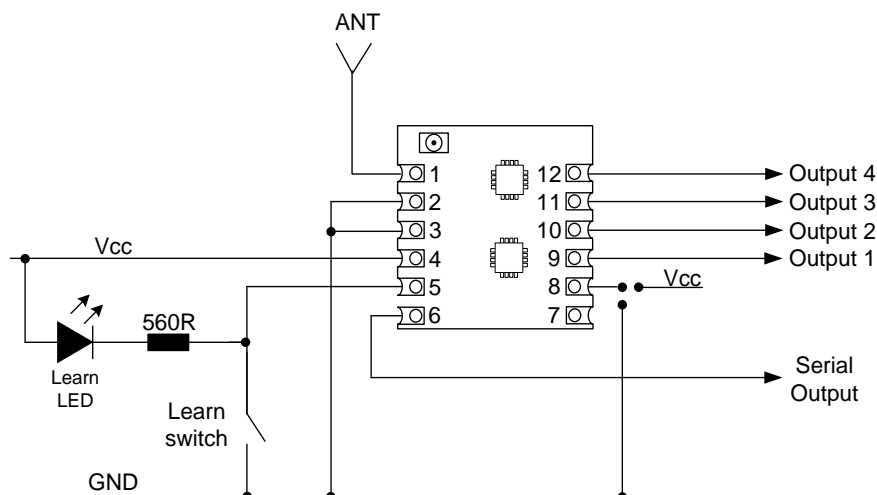 ANT
1
12
Output 4
2
11
Output 3
3
10
Output 2
Vcc
4
9
Output 1
5
8
Vcc
560R
6
7
Learn
LED
Serial
Output
Learn
switch
GND